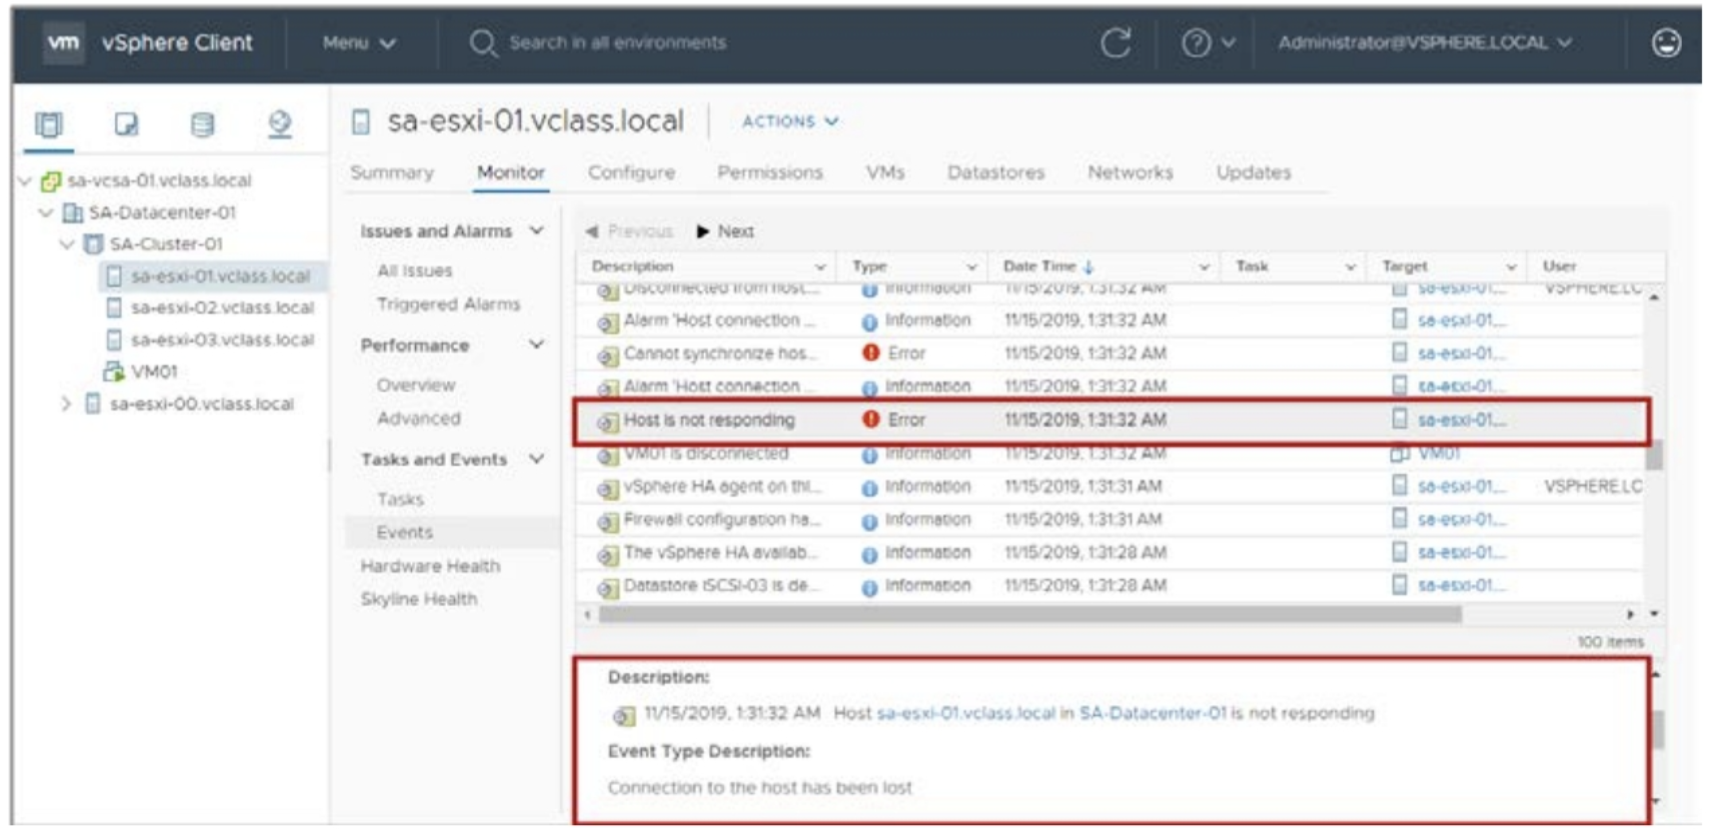 vm vSphere Client Menu Search in all environments Administrator@VSPHERE.LOCAL
sa-vcsa-01.vclass.local
SA-Datacenter-01
SA-Cluster-01
sa-esxi-01.vclass.local
sa-esxi-02.vclass.local
sa-esxi-03.vclass.local
VM01
sa-esxi-00.vclass.local
sa-esxi-01.vclass.local ACTIONS
Summary Monitor Configure Permissions VMs Datastores Networks Updates
Issues and Alarms
All Issues
Triggered Alarms
Performance
Overview
Advanced
Tasks and Events
Tasks
Events
Hardware Health
Skyline Health
Previous Next
Description Type Date Time Task Target User
Disconnected from host... Information 11/15/2019, 1:31:32 AM sa-esxi-01.... VSPHERE.LO
Alarm 'Host connection ... Information 11/15/2019, 1:31:32 AM sa-esxi-01....
Cannot synchronize hos... Error 11/15/2019, 1:31:32 AM sa-esxi-01....
Alarm 'Host connection ... Information 11/15/2019, 1:31:32 AM sa-esxi-01....
Host is not responding Error 11/15/2019, 1:31:32 AM sa-esxi-01....
VM01 is disconnected Information 11/15/2019, 1:31:32 AM VM01
vSphere HA agent on thi... Information 11/15/2019, 1:31:31 AM sa-esxi-01.... VSPHERE.LO
Firewall configuration ha... Information 11/15/2019, 1:31:31 AM sa-esxi-01....
The vSphere HA availab... Information 11/15/2019, 1:31:28 AM sa-esxi-01....
Datastore iSCSI-03 is de... Information 11/15/2019, 1:31:28 AM sa-esxi-01....
100 items
Description:
11/15/2019, 1:31:32 AM Host sa-esxi-01.vclass.local in SA-Datacenter-01 is not responding
Event Type Description:
Connection to the host has been lost